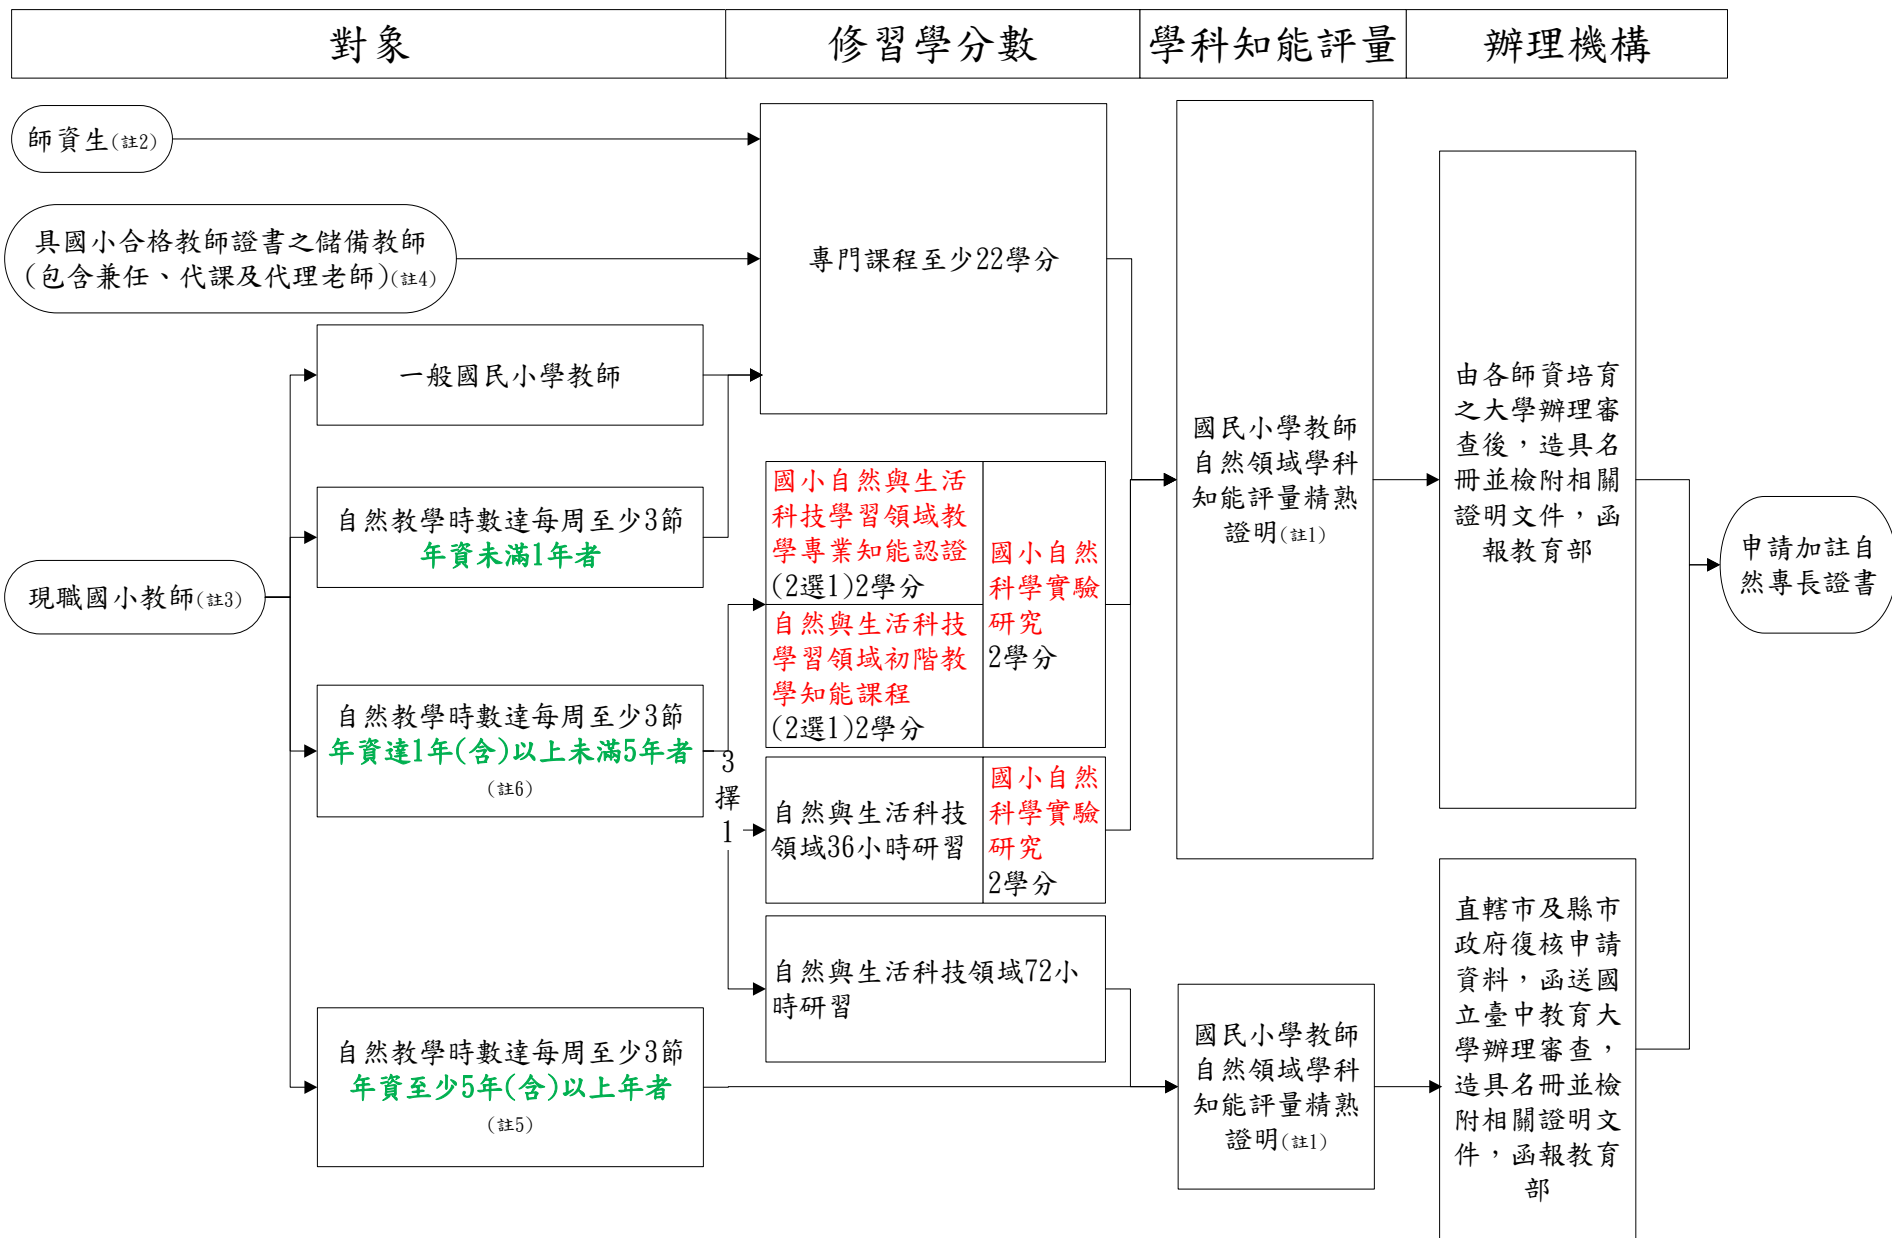 對象
修習學分數
學科知能評量
辦理機構
師資生(註2)
具國小合格教師證書之儲備教師
(包含兼任、代課及代理老師)(註4)
現職國小教師(註3)
一般國民小學教師
自然教學時數達每周至少3節
年資未滿1年者
自然教學時數達每周至少3節
年資達1年(含)以上未滿5年者
(註6)
自然教學時數達每周至少3節
年資至少5年(含)以上年者
(註5)
3
擇
1
專門課程至少22學分
國小自然與生活
科技學習領域教
學專業知能認證
(2選1)2學分
自然與生活科技
學習領域初階教
學知能課程
(2選1)2學分
國小自然
科學實驗
研究
2學分
自然與生活科技
領域36小時研習
國小自然
科學實驗
研究
2學分
自然與生活科技領域72小
時研習
國民小學教師
自然領域學科
知能評量精熟
證明(註1)
國民小學教師
自然領域學科
知能評量精熟
證明(註1)
由各師資培育
之大學辦理審
查後，造具名
冊並檢附相關
證明文件，函
報教育部
直轄市及縣市
政府復核申請
資料，函送國
立臺中教育大
學辦理審查，
造具名冊並檢
附相關證明文
件，函報教育
部
申請加註自
然專長證書